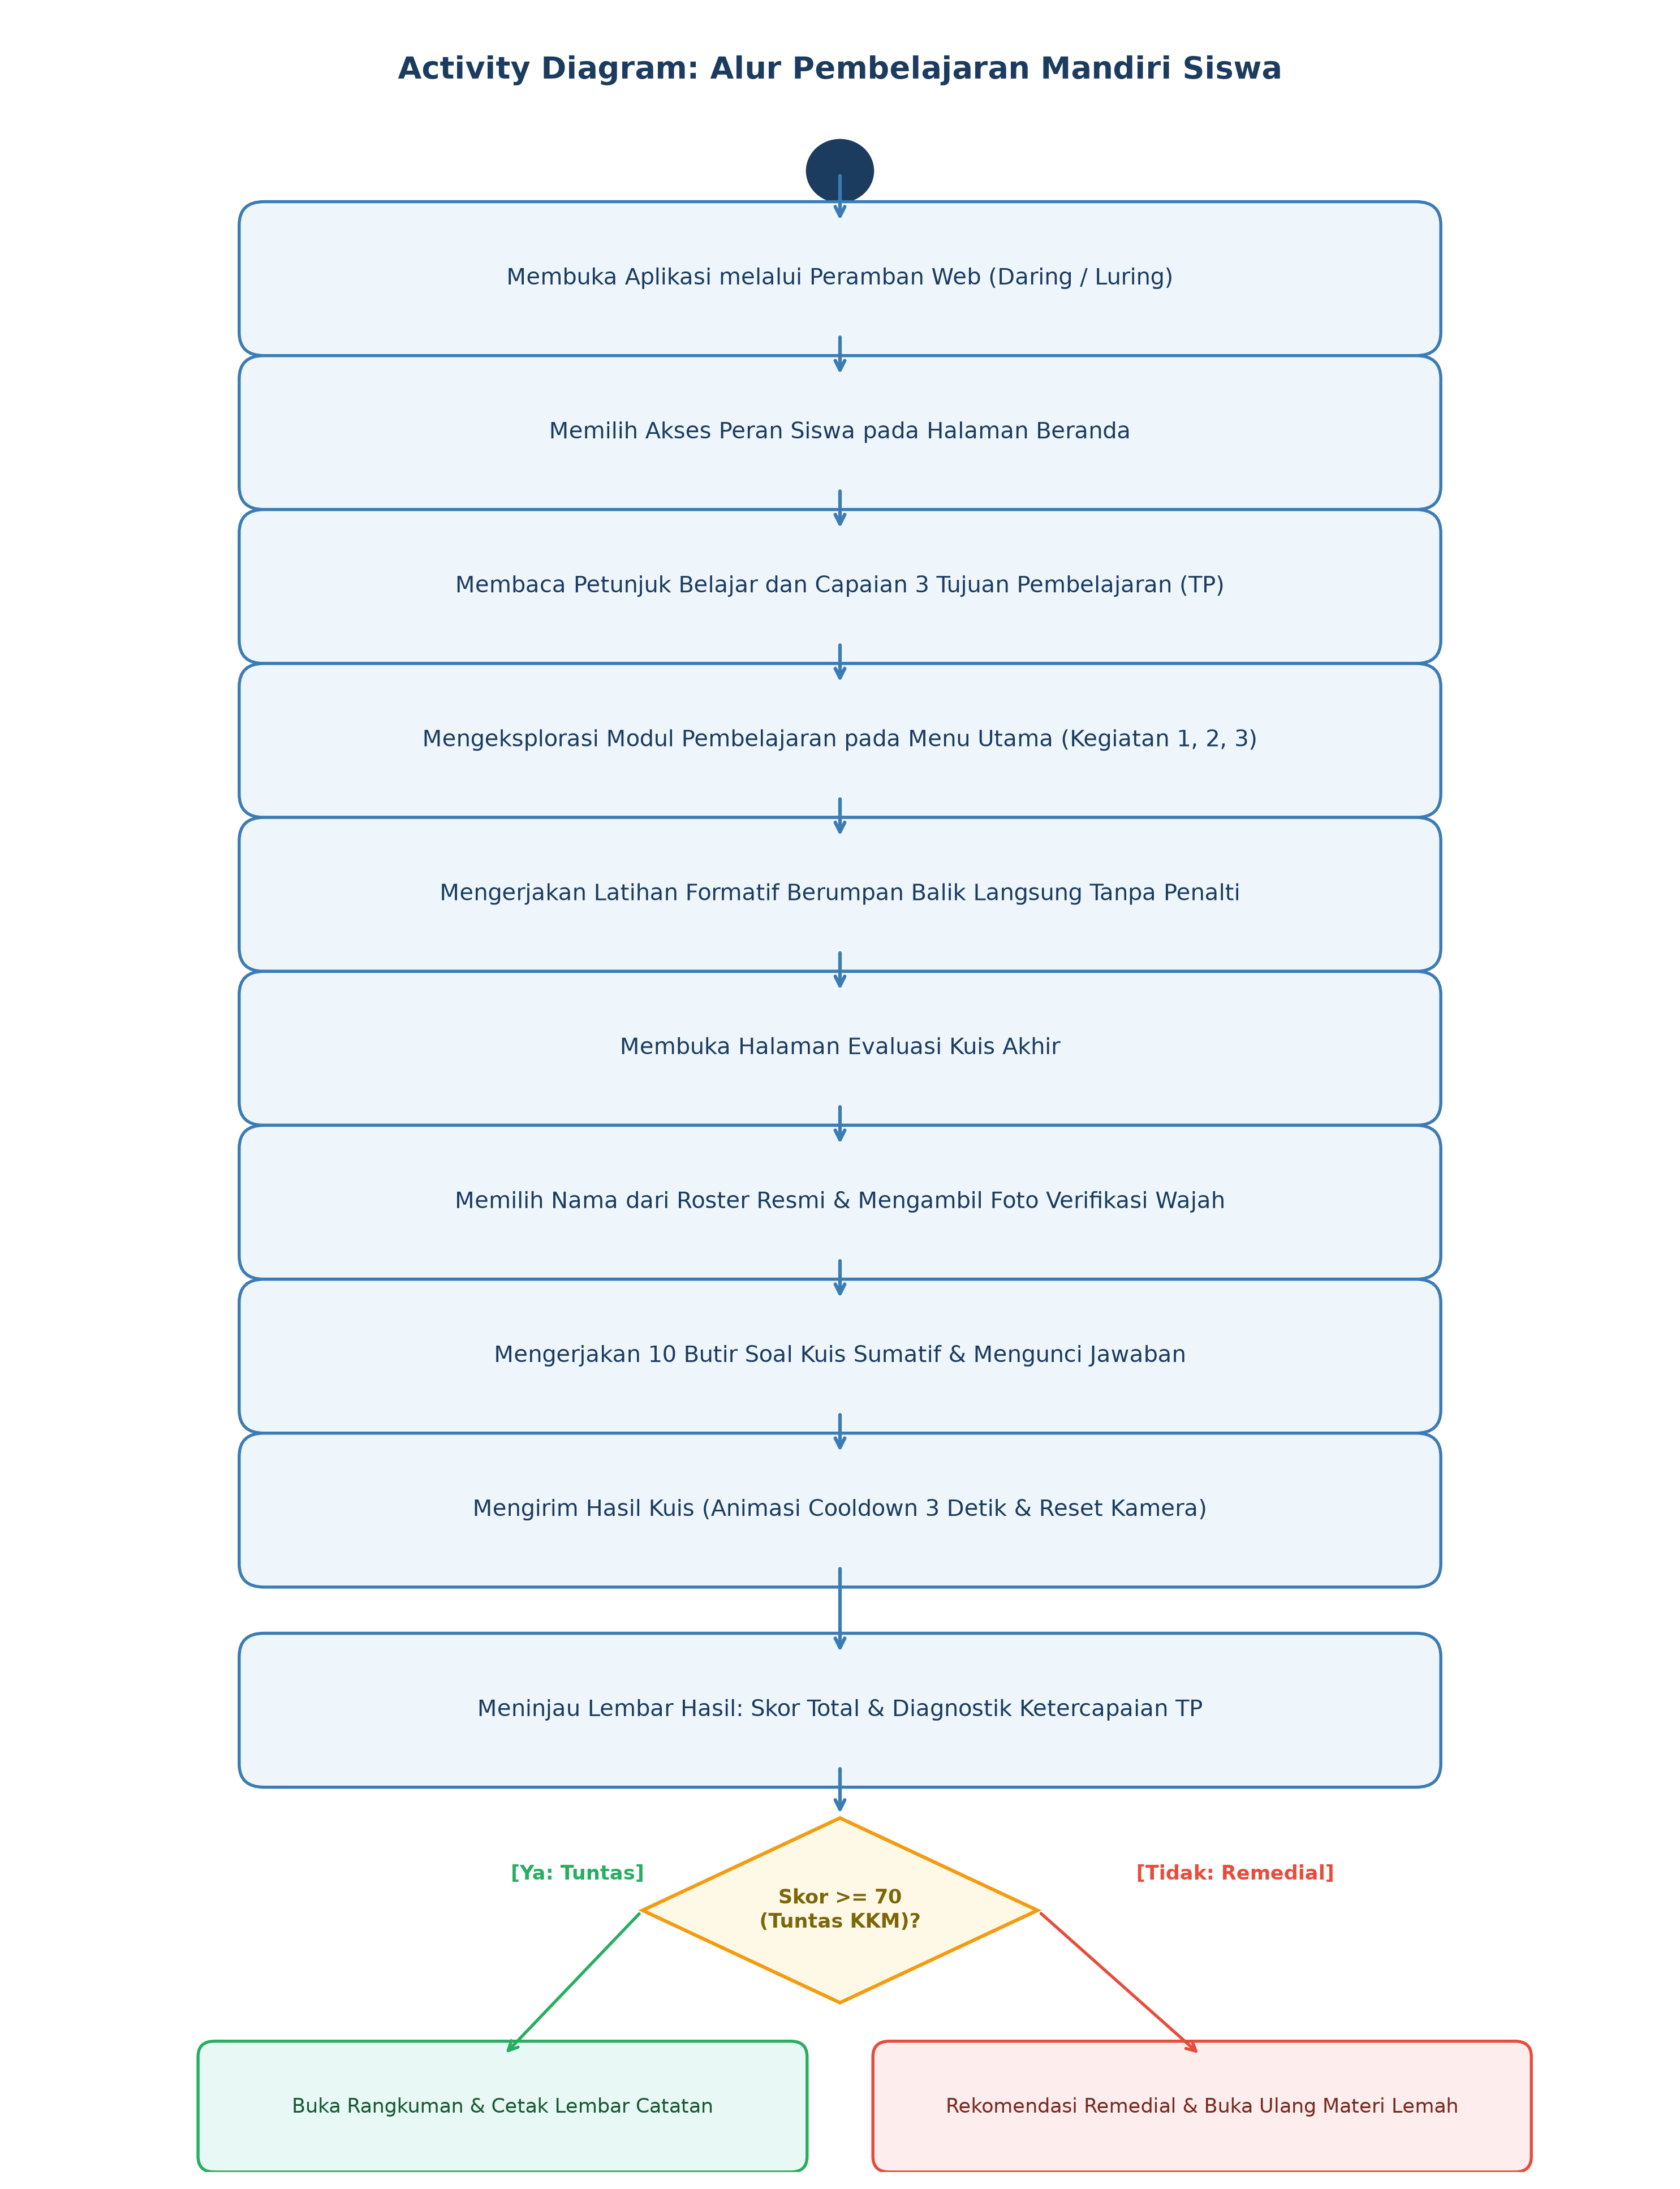 Activity Diagram: Alur Pembelajaran Mandiri Siswa
Membuka Aplikasi melalui Peramban Web (Daring / Luring)
Memilih Akses Peran Siswa pada Halaman Beranda
Membaca Petunjuk Belajar dan Capaian 3 Tujuan Pembelajaran (TP)
Mengeksplorasi Modul Pembelajaran pada Menu Utama (Kegiatan 1, 2, 3)
Mengerjakan Latihan Formatif Berumpan Balik Langsung Tanpa Penalti
Membuka Halaman Evaluasi Kuis Akhir
Memilih Nama dari Roster Resmi & Mengambil Foto Verifikasi Wajah
Mengerjakan 10 Butir Soal Kuis Sumatif & Mengunci Jawaban
Mengirim Hasil Kuis (Animasi Cooldown 3 Detik & Reset Kamera)
Meninjau Lembar Hasil: Skor Total & Diagnostik Ketercapaian TP
[Ya: Tuntas]
[Tidak: Remedial]
Skor >= 70
(Tuntas KKM)?
Buka Rangkuman & Cetak Lembar Catatan
Rekomendasi Remedial & Buka Ulang Materi Lemah